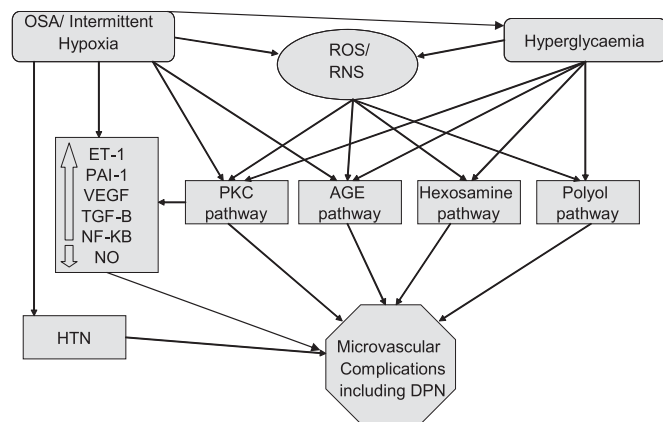 OSA/ Intermittent
Hypoxia
ROS/
RNS
Hyperglycaemia
ET-1
PAI-1
VEGF
TGF-B
NF-KB
NO
PKC
pathway
AGE
pathway
Hexosamine
pathway
Polyol
pathway
HTN
Microvascular
Complications
including DPN